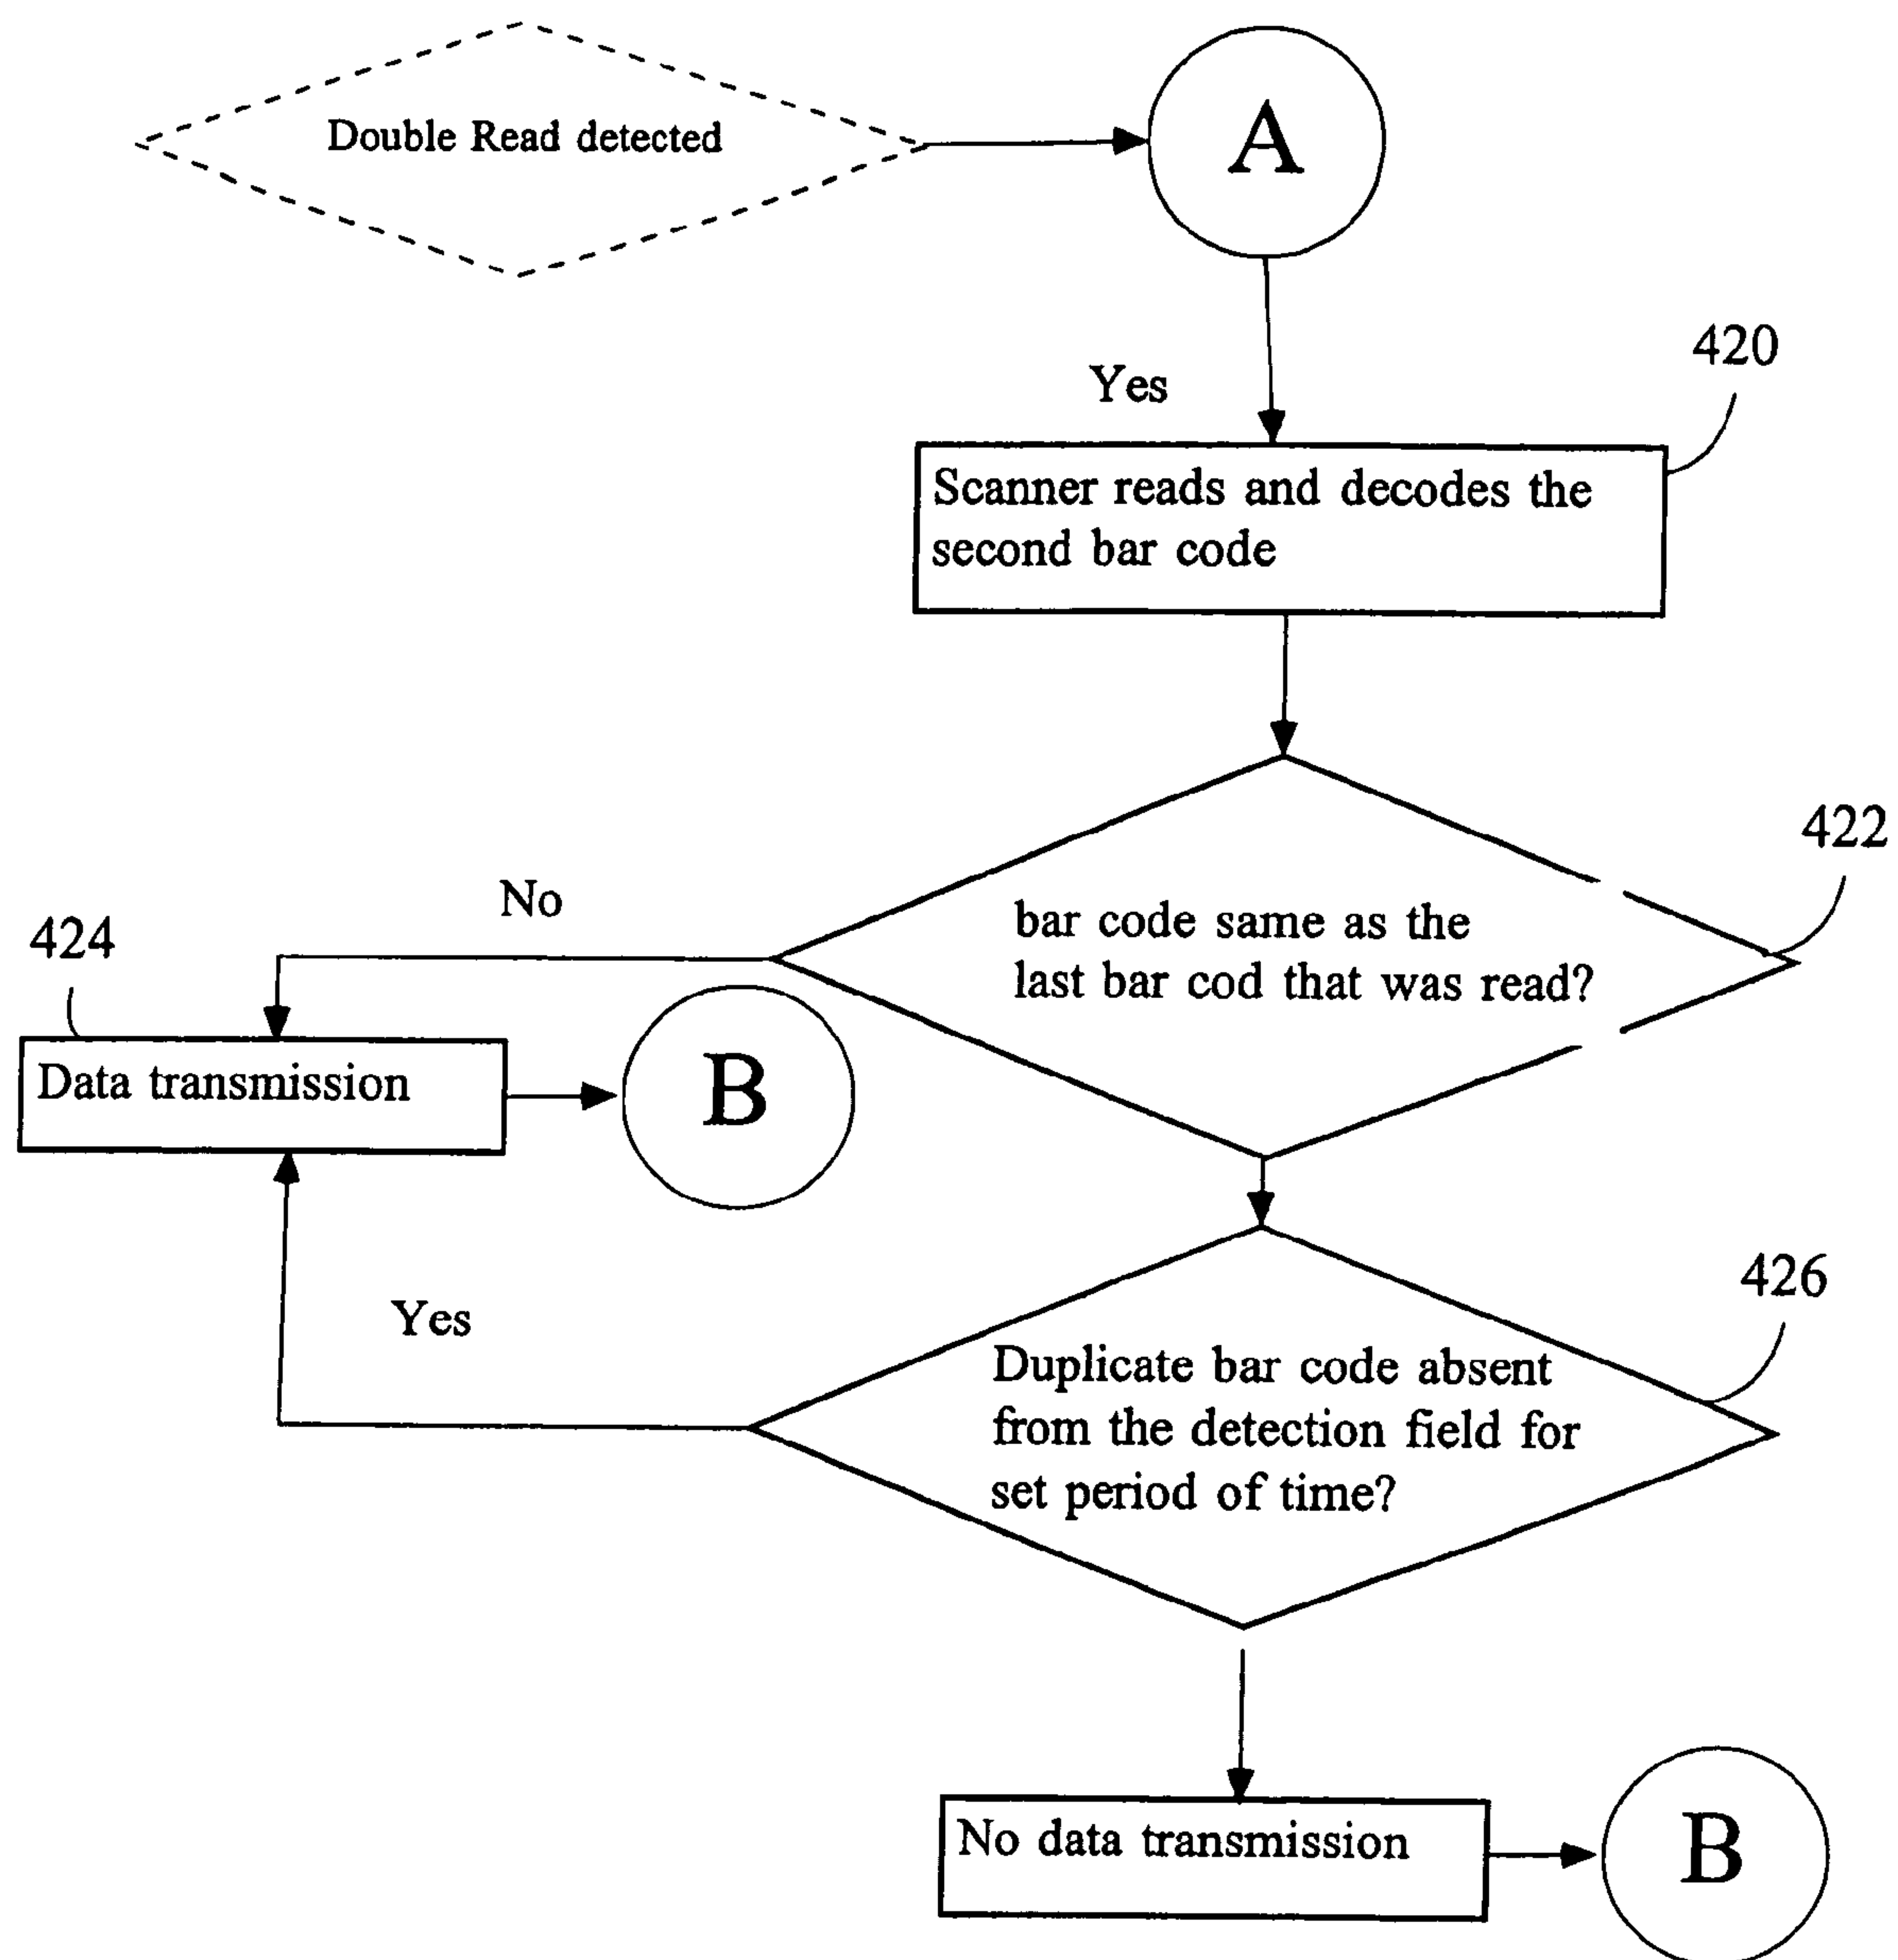 Double Read detected
A
Yes
420
Scanner reads and decodes the
second bar code
422
No
bar code same as the
last bar cod that was read?
424
Data transmission
B
Yes
426
Duplicate bar code absent
from the detection field for
set period of time?
No data transmission
B